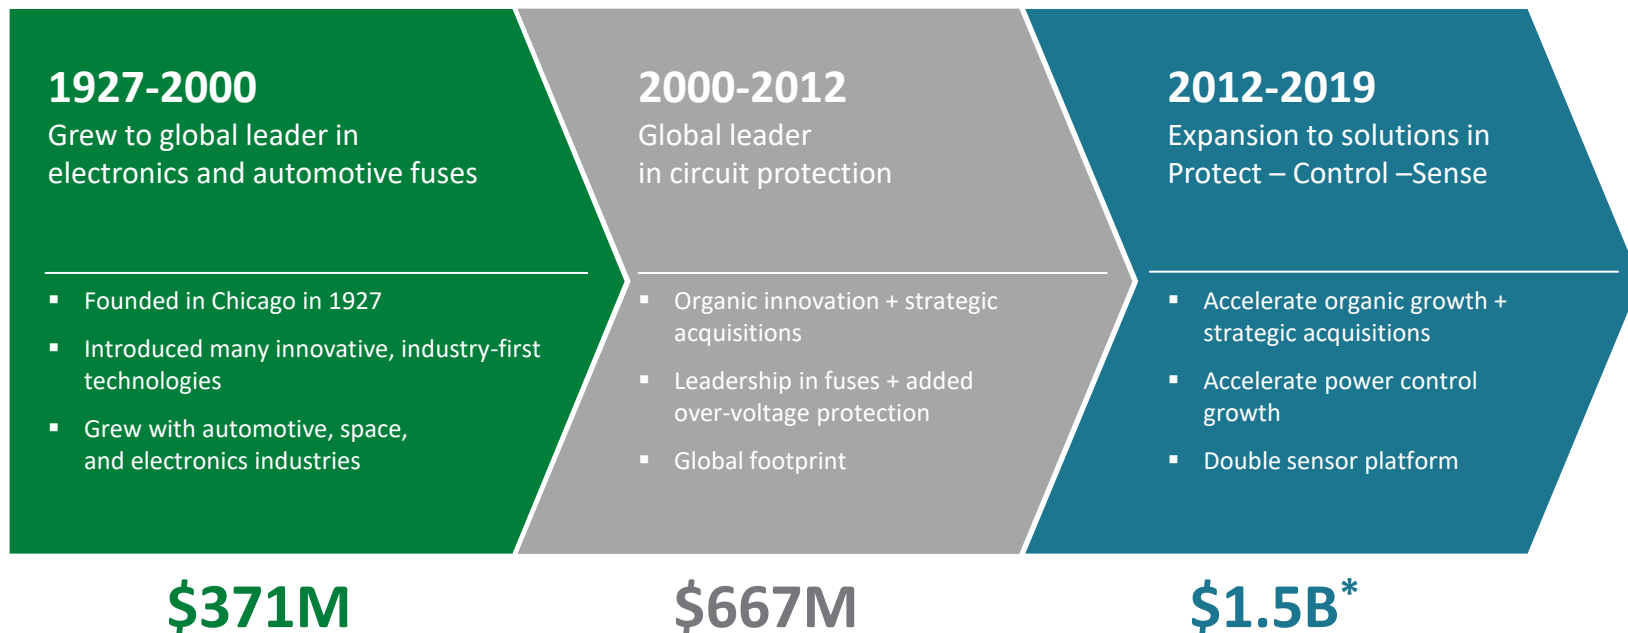 1927-2000
Grew to global leader in
electronics and automotive fuses
▪ Founded in Chicago in 1927
▪ Introduced many innovative, industry-first
technologies
▪ Grew with automotive, space,
and electronics industries
$371M
2000-2012
Global leader
in circuit protection
▪ Organic innovation + strategic
acquisitions
▪ Leadership in fuses + added
over-voltage protection
▪ Global footprint
$667M
2012-2019
Expansion to solutions in
Protect – Control –Sense
▪ Accelerate organic growth +
strategic acquisitions
▪ Accelerate power control
growth
▪ Double sensor platform
$1.5B*